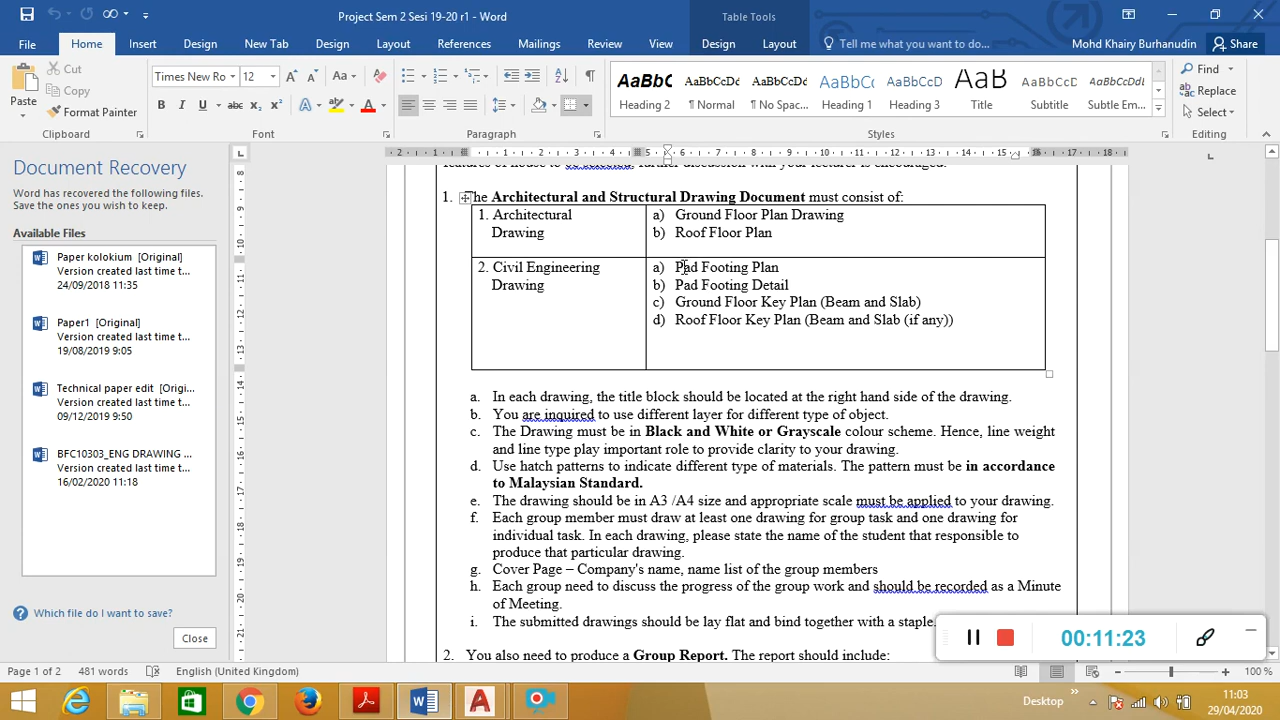 Project Sem 2 Sesi 19-20 r1 - Word
Table Tools
File
Home
Insert
Design
New Tab
Design
Layout
References
Mailings
Review
View
Design
Layout
Tell me what you want to do...
Mohd Khairy Burhanudin
Share
Paste
Cut
Copy
Format Painter
Clipboard
Times New Ro
12
Font
Paragraph
AaBbC
AaBbCcDd
AaBbCcDd
AaBbCcDd
AaBbCcDd
AaBbCcDd
AaB
AaBbCcDd
AaBbCcDd
Heading 2
¶ Normal
¶ No Spac...
Heading 1
Heading 3
Title
Subtitle
Subtle Em...
Styles
Find
Replace
Select
Editing
Document Recovery
Word has recovered the following files.
Save the ones you wish to keep.
Available Files
Paper kolokium [Original]
Version created last time t...
24/09/2018 11:35
Paper1 [Original]
Version created last time t...
19/08/2019 9:05
Technical paper edit [Origi...
Version created last time t...
09/12/2019 9:50
BFC10303_ENG DRAWING ...
Version created last time t...
16/02/2020 11:18
Which file do I want to save?
Close
features of house to be selected, further discussion with your lecturer is encouraged.
1. The Architectural and Structural Drawing Document must consist of:
1. Architectural
Drawing
a) Ground Floor Plan Drawing
b) Roof Floor Plan
2. Civil Engineering
Drawing
a) Pad Footing Plan
b) Pad Footing Detail
c) Ground Floor Key Plan (Beam and Slab)
d) Roof Floor Key Plan (Beam and Slab (if any))
a. In each drawing, the title block should be located at the right hand side of the drawing.
b. You are inquired to use different layer for different type of object.
c. The Drawing must be in Black and White or Grayscale colour scheme. Hence, line weight
and line type play important role to provide clarity to your drawing.
d. Use hatch patterns to indicate different type of materials. The pattern must be in accordance
to Malaysian Standard.
e. The drawing should be in A3 /A4 size and appropriate scale must be applied to your drawing.
f. Each group member must draw at least one drawing for group task and one drawing for
individual task. In each drawing, please state the name of the student that responsible to
produce that particular drawing.
g. Cover Page – Company's name, name list of the group members
h. Each group need to discuss the progress of the group work and should be recorded as a Minute
of Meeting.
i. The submitted drawings should be lay flat and bind together with a staple.
2. You also need to produce a Group Report. The report should include:
00:11:23
Page 1 of 2
481 words
English (United Kingdom)
100 %
Desktop
11:03
29/04/2020